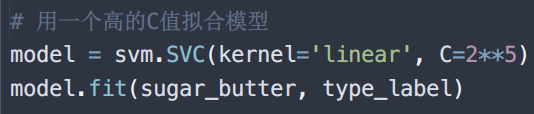 # 用一个高的C值拟合模型
model = svm.SVC(kernel='linear', C=2**5)
model.fit(sugar_butter, type_label)